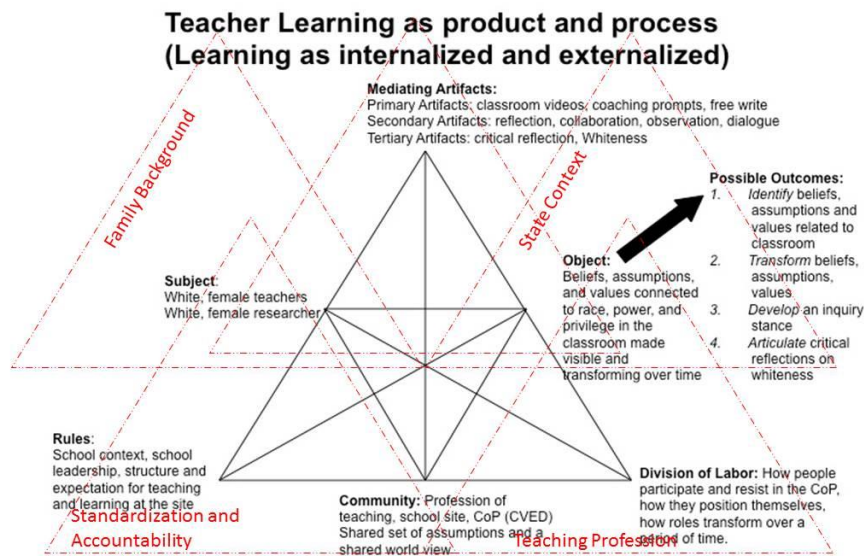 Teacher Learning as product and process
(Learning as internalized and externalized)
Mediating Artifacts:
Primary Artifacts: classroom videos, coaching prompts, free write
Secondary Artifacts: reflection, collaboration, observation, dialogue
Tertiary Artifacts: critical reflection, Whiteness
Family Background
State Context
Possible Outcomes:
1. Identify beliefs,
assumptions and
values related to
classroom
2. Transform beliefs,
assumptions,
values
3. Develop an inquiry
stance
4. Articulate critical
reflections on
whiteness
Subject:
White, female teachers
White, female researcher
Object:
Beliefs, assumptions,
and values connected
to race, power, and
privilege in the
classroom made
visible and
transforming over time
Rules:
School context, school
leadership, structure and
expectation for teaching
and learning at the site
Standardization and
Accountability
Community: Profession of
teaching, school site, CoP (CVED)
Shared set of assumptions and a
shared world view
Teaching Profession
Division of Labor: How people
participate and resist in the CoP,
how they position themselves,
how roles transform over a
period of time.